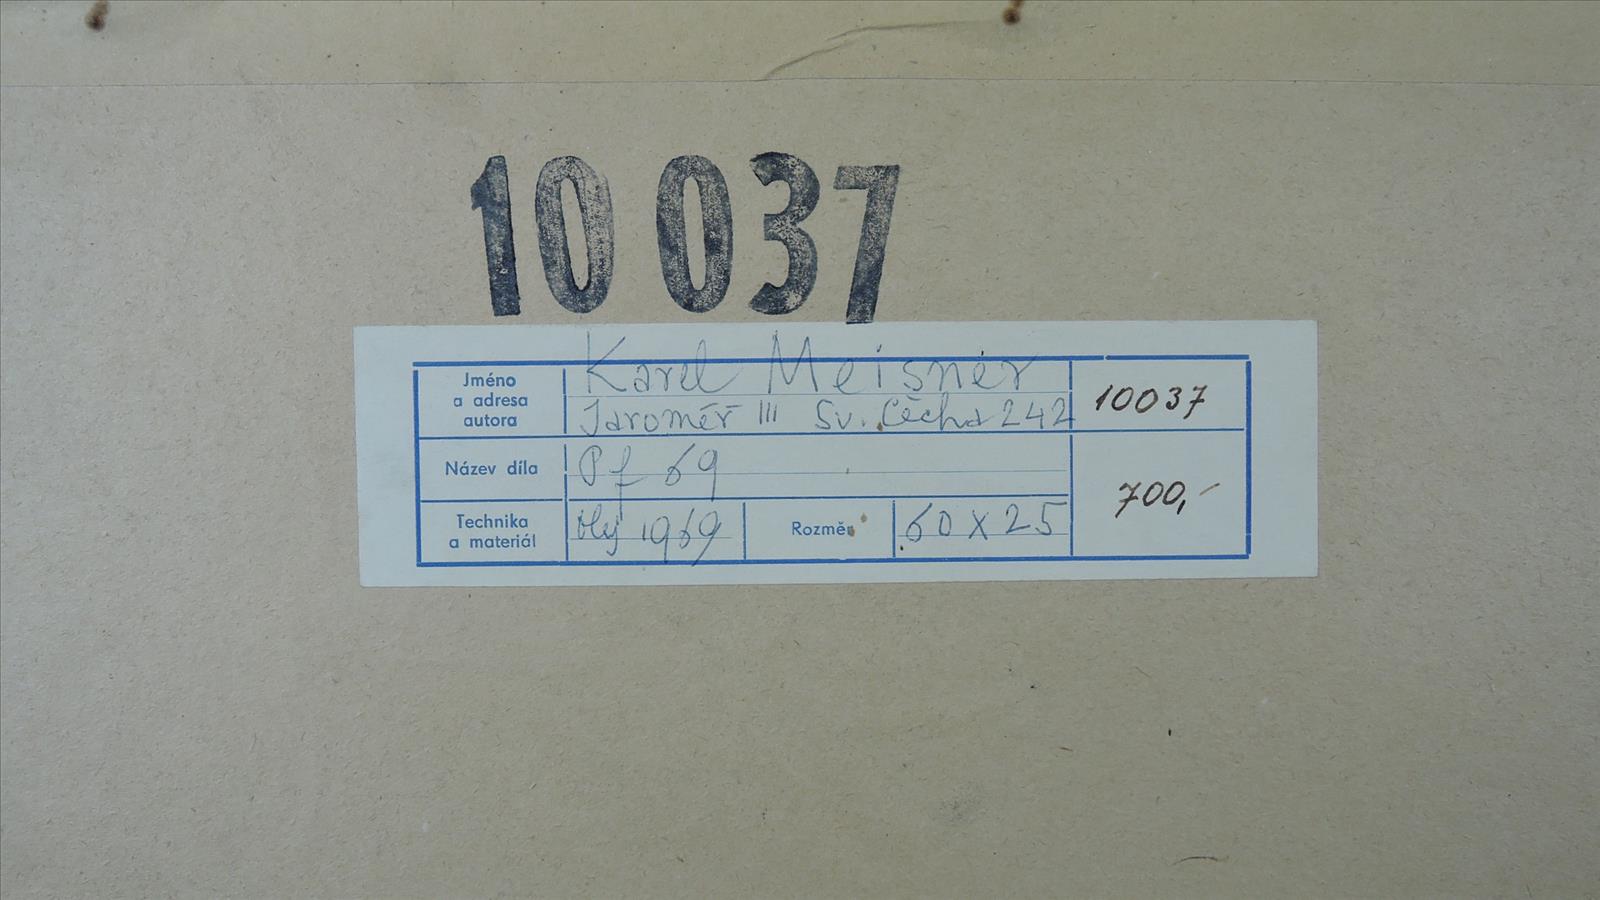 10 037
Jméno
a adresa
autora
Karel Meisner
Jaroměř III Sv. Čecha 242
10037
Název díla
Pf 69
700,-
Technika
a materiál
olej 1969
Rozměr
60 x 25